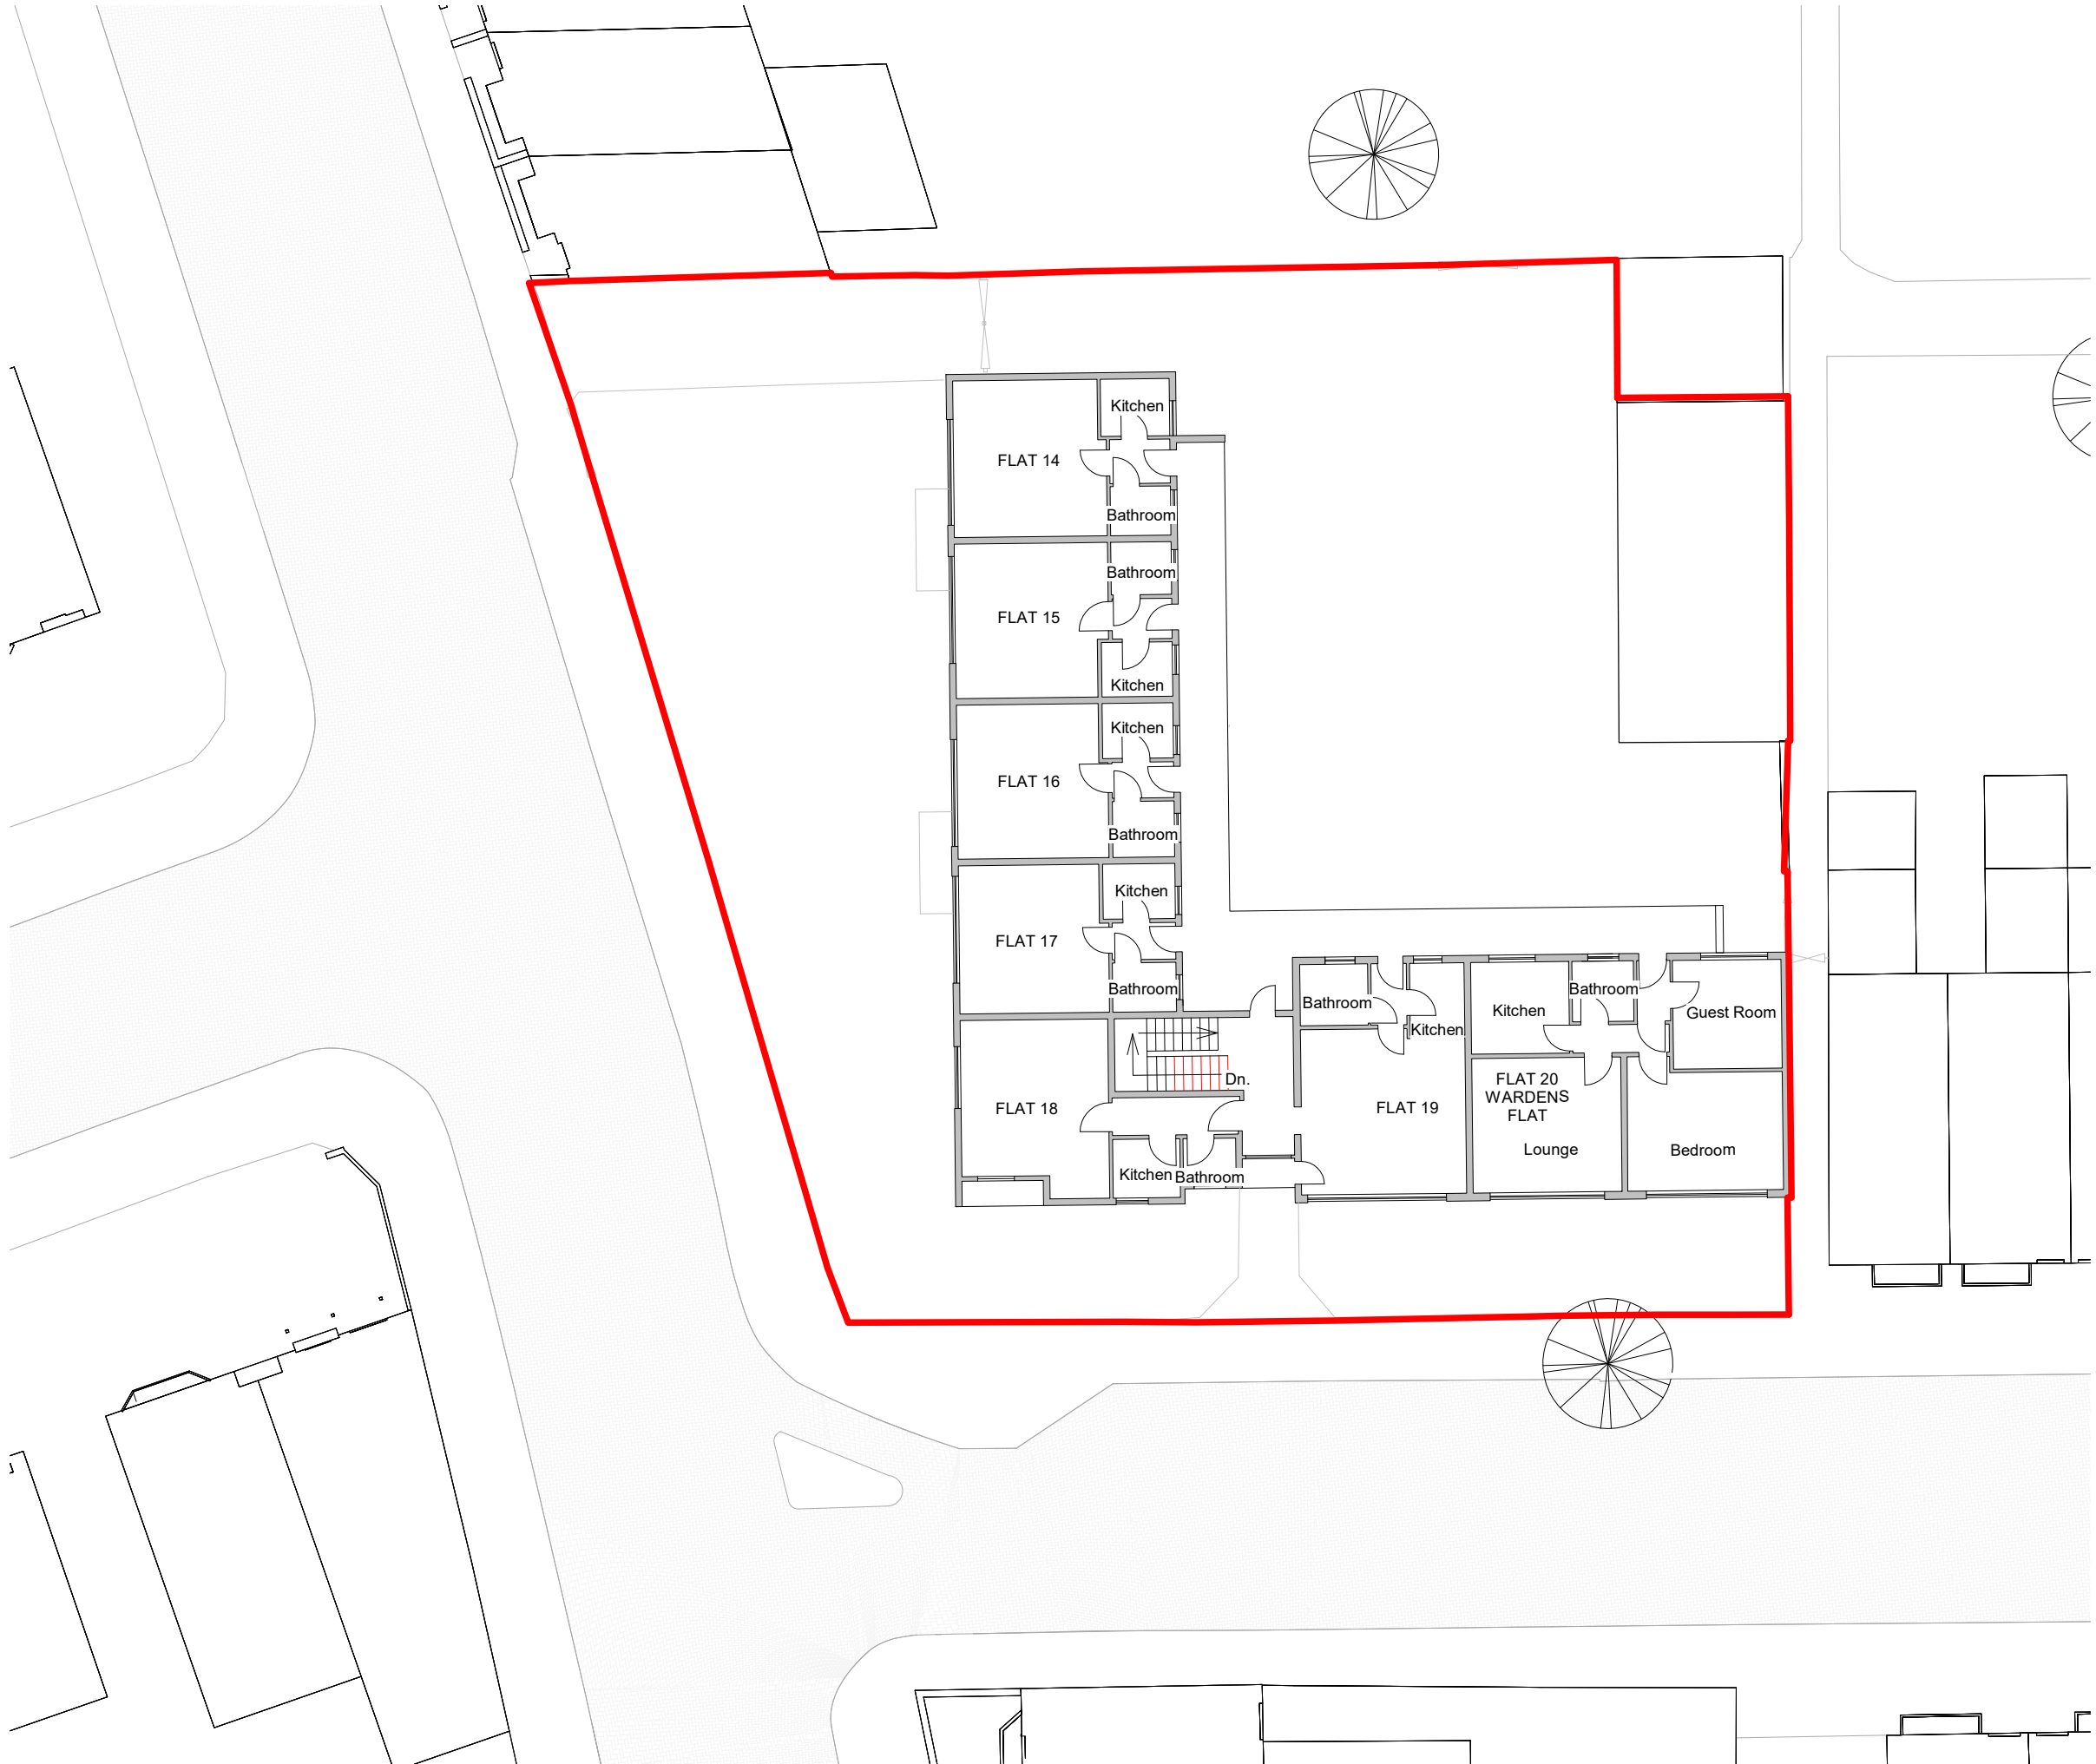 Kitchen
FLAT 14
Bathroom
Bathroom
FLAT 15
Kitchen
Kitchen
FLAT 16
Bathroom
Kitchen
FLAT 17
Bathroom
Bathroom
Kitchen
Kitchen
Bathroom
Guest Room
Dn.
FLAT 18
FLAT 19
FLAT 20
WARDENS
FLAT
Lounge
Bedroom
Kitchen
Bathroom